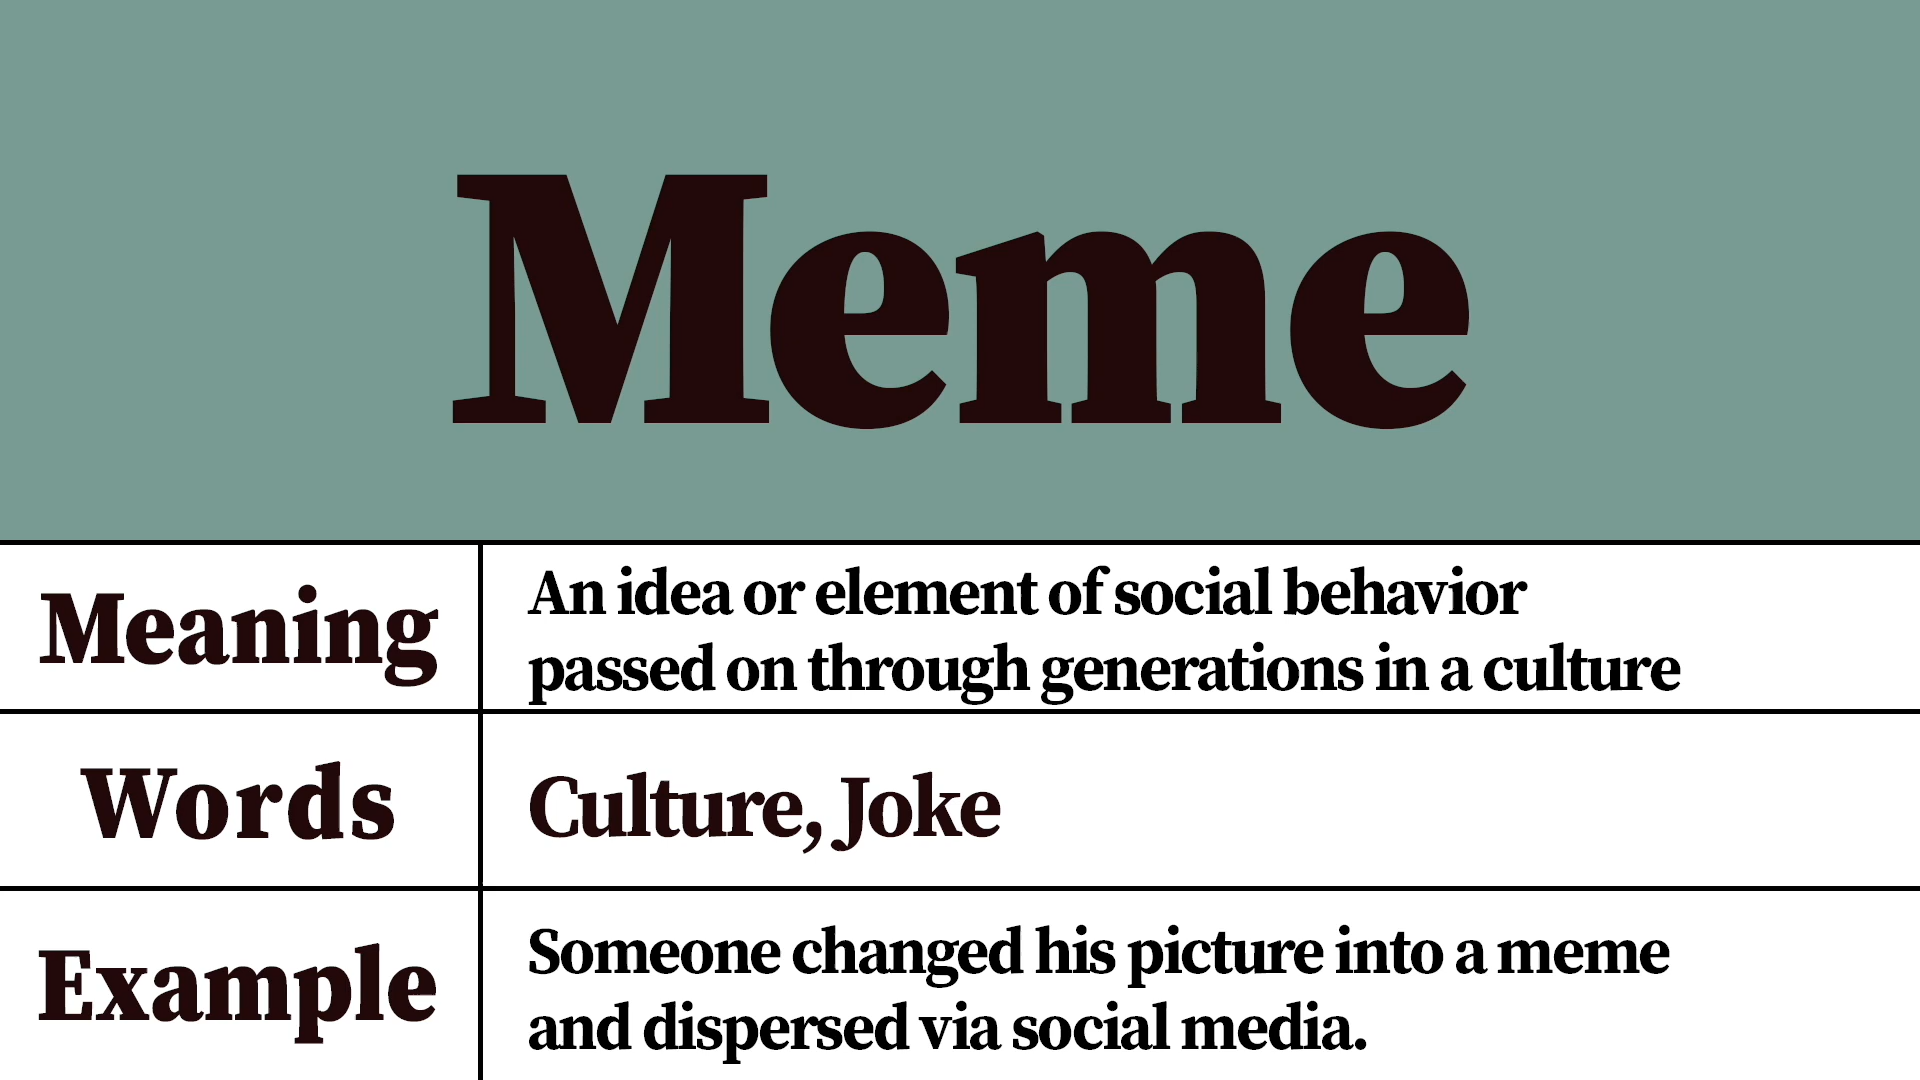 Meme
Meaning
An idea or element of social behavior
passed on through generations in a culture
Words
Culture, Joke
Example
Someone changed his picture into a meme
and dispersed via social media.